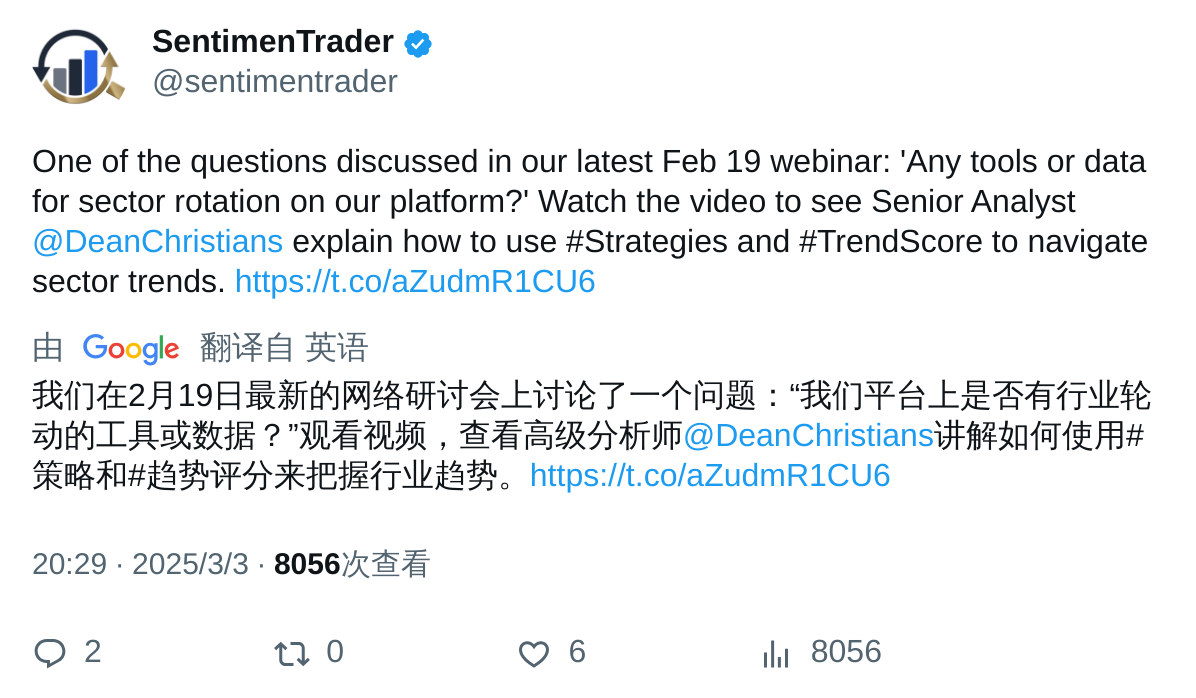 SentimenTrader
@sentimentrader
One of the questions discussed in our latest Feb 19 webinar: 'Any tools or data
for sector rotation on our platform?' Watch the video to see Senior Analyst
@DeanChristians explain how to use #Strategies and #TrendScore to navigate
sector trends. https://t.co/aZudmR1CU6
由 Google 翻译自 英语
我们在2月19日最新的网络研讨会上讨论了一个问题：“我们平台上是否有行业轮
动的工具或数据？”观看视频，查看高级分析师@DeanChristians讲解如何使用#
策略和#趋势评分来把握行业趋势。https://t.co/aZudmR1CU6
20:29 · 2025/3/3 · 8056次查看
2 0 6 8056